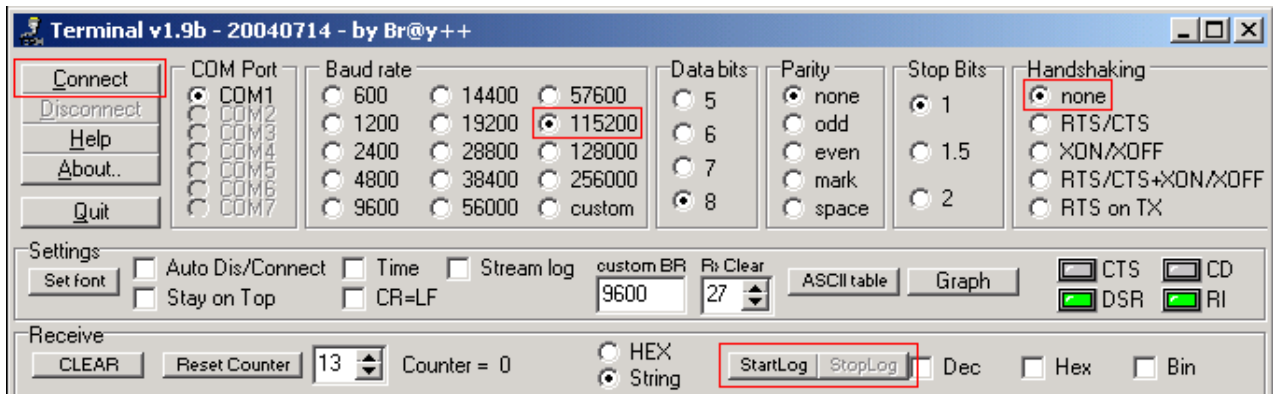 Terminal v1.9b - 20040714 - by Br@y++
Connect
Disconnect
Help
About..
Quit
COM Port
COM1
COM2
COM3
COM4
COM5
COM6
COM7
Baud rate
600 14400 57600
1200 19200 115200
2400 28800 128000
4800 38400 256000
9600 56000 custom
Data bits
5
6
7
8
Parity
none
odd
even
mark
space
Stop Bits
1
1.5
2
Handshaking
none
RTS/CTS
XON/XOFF
RTS/CTS+XON/XOFF
RTS on TX
Settings
Set font
Auto Dis/Connect Time Stream log
Stay on Top CR=LF
custom BR
9600
Rx Clear
27
ASCII table
Graph
CTS CD
DSR RI
Receive
CLEAR
Reset Counter
13
Counter = 0
HEX
String
StartLog StopLog
Dec Hex Bin